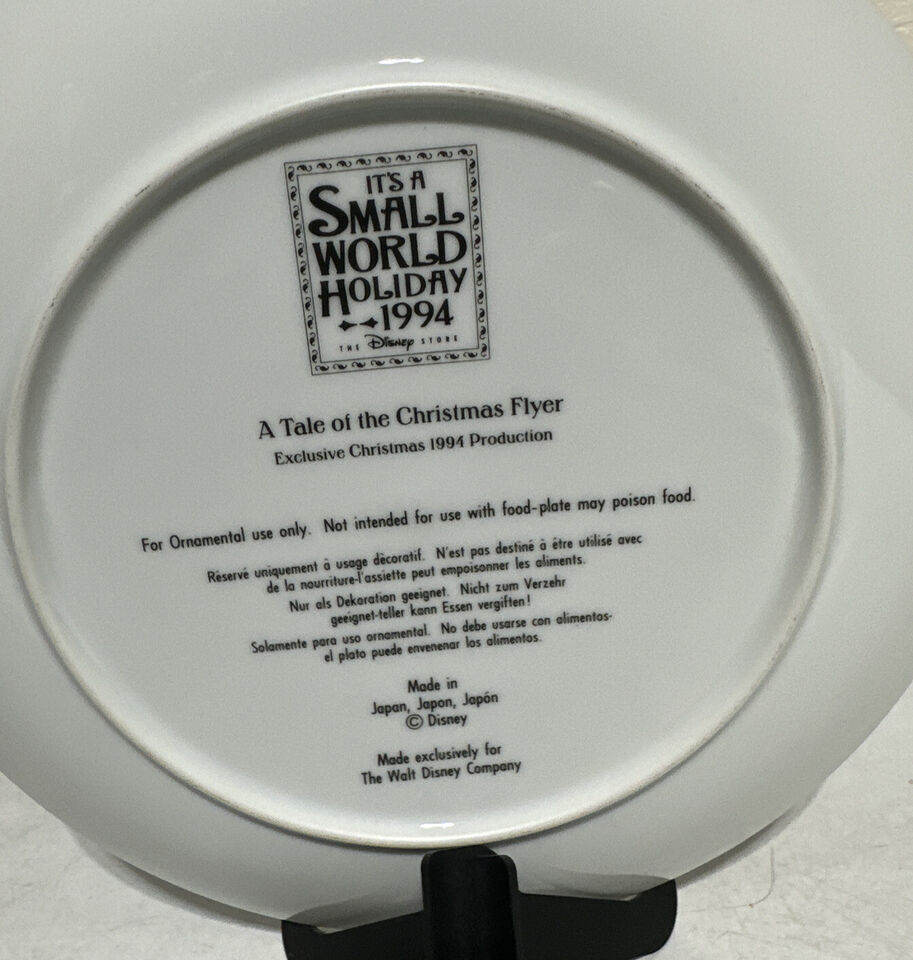 IT'S A
SMALL
WORLD
HOLIDAY
1994
THE Disney STORE
A Tale of the Christmas Flyer
Exclusive Christmas 1994 Production
For Ornamental use only. Not intended for use with food-plate may poison food.
Réservé uniquement à usage dècoratif. N'est pas destiné à être utilisé avec
de la nourriture-l'assiette peut empoisonner les aliments.
Nur als Dekoration geeignet. Nicht zum Verzehr
geeignet-teller kann Essen vergiften!
Solamente para uso ornamental. No debe usarse con alimentos-
el plato puede envenenar los alimentos.
Made in
Japan, Japon, Japón
© Disney
Made exclusively for
The Walt Disney Company